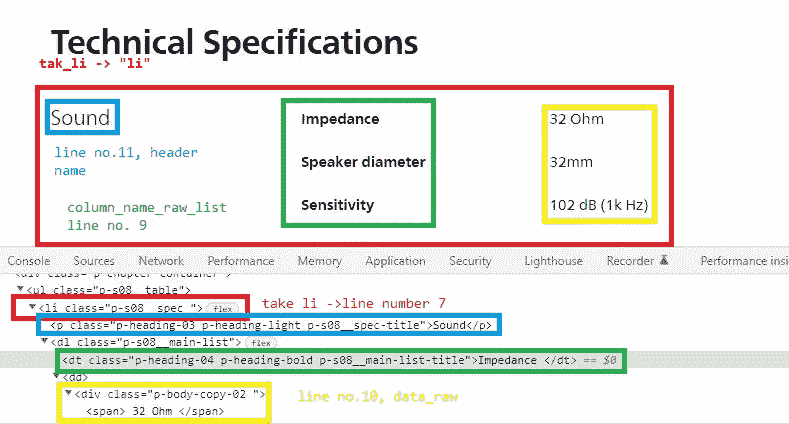 Technical Specifications
tak_li -> "li"
Sound
Impedance
32 Ohm
line no.11, header
name
Speaker diameter
32mm
column_name_raw_list
line no. 9
Sensitivity
102 dB (1k Hz)
Console Sources Network Performance Memory Application Security Lighthouse Recorder Performance insi
<div class="p-chapter-container">
▼<ul class="p-s08__table">
▼<li class="p-s08__spec "> flex
take li ->line number 7
<p class="p-heading-03 p-heading-light p-s08__spec-title">Sound</p>
▼<dl class="p-s08__main-list"> flex
<dt class="p-heading-04 p-heading-bold p-s08__main-list-title">Impedance </dt> == $0
▼<dd>
▼<div class="p-body-copy-02 ">
line no.10, data_raw
<span> 32 Ohm </span>